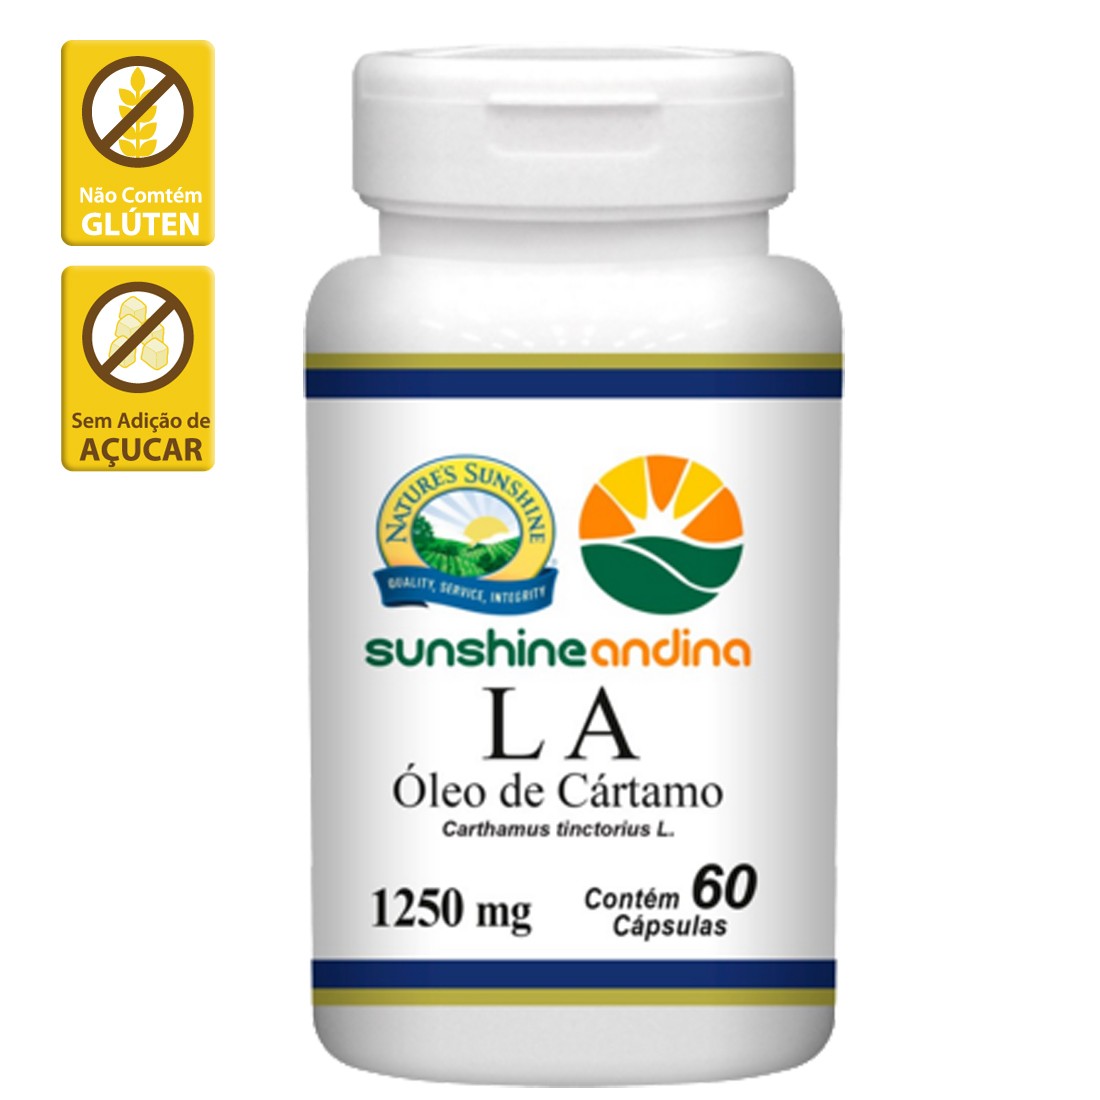 Não Comtém
GLÚTEN
Sem Adição de
AÇUCAR
NATURE'S SUNSHINE
QUALITY, SERVICE, INTEGRITY
sunshineandina
L A
Óleo de Cártamo
Carthamus tinctorius L.
1250 mg
Contém 60
Cápsulas